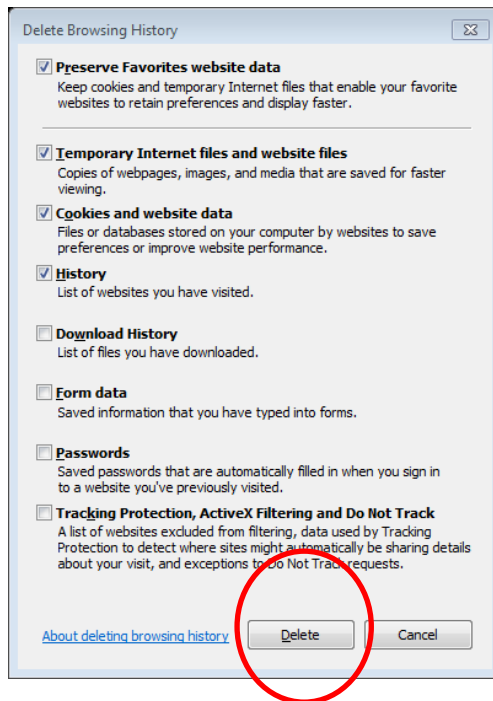 Delete Browsing History
Preserve Favorites website data
Keep cookies and temporary Internet files that enable your favorite
websites to retain preferences and display faster.
Temporary Internet files and website files
Copies of webpages, images, and media that are saved for faster
viewing.
Cookies and website data
Files or databases stored on your computer by websites to save
preferences or improve website performance.
History
List of websites you have visited.
Download History
List of files you have downloaded.
Form data
Saved information that you have typed into forms.
Passwords
Saved passwords that are automatically filled in when you sign in
to a website you've previously visited.
Tracking Protection, ActiveX Filtering and Do Not Track
A list of websites excluded from filtering, data used by Tracking
Protection to detect where sites might automatically be sharing details
about your visit, and exceptions to Do Not Track requests.
About deleting browsing history Delete Cancel